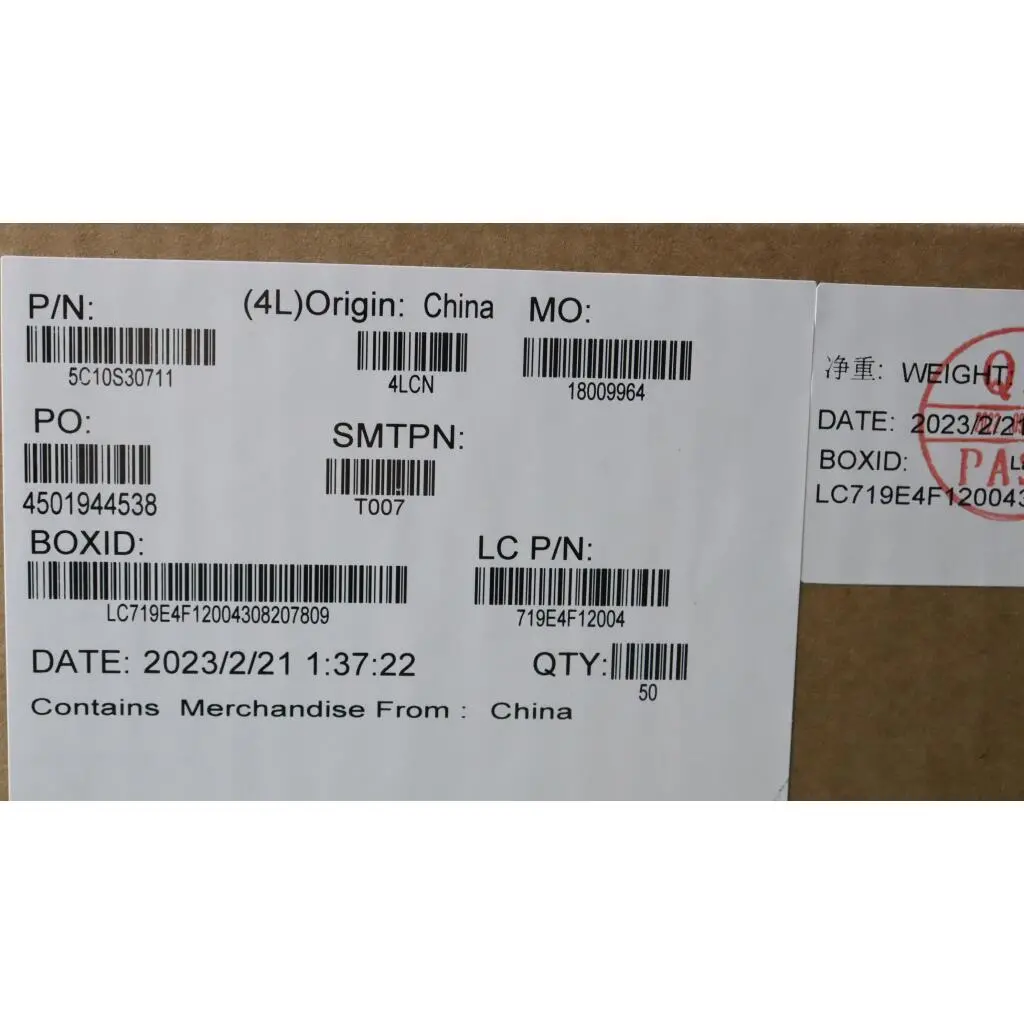 P/N: (4L)Origin: China MO:
5C10S30711 4LCN 18009964
PO: SMTPN:
4501944538 T007
BOXID: LC P/N:
LC719E4F12004308207809 719E4F12004
DATE: 2023/2/21 1:37:22 QTY:
50
Contains Merchandise From : China
净重: WEIGHT:
DATE: 2023/2/21
BOXID:
LC719E4F120043
Q
PAS